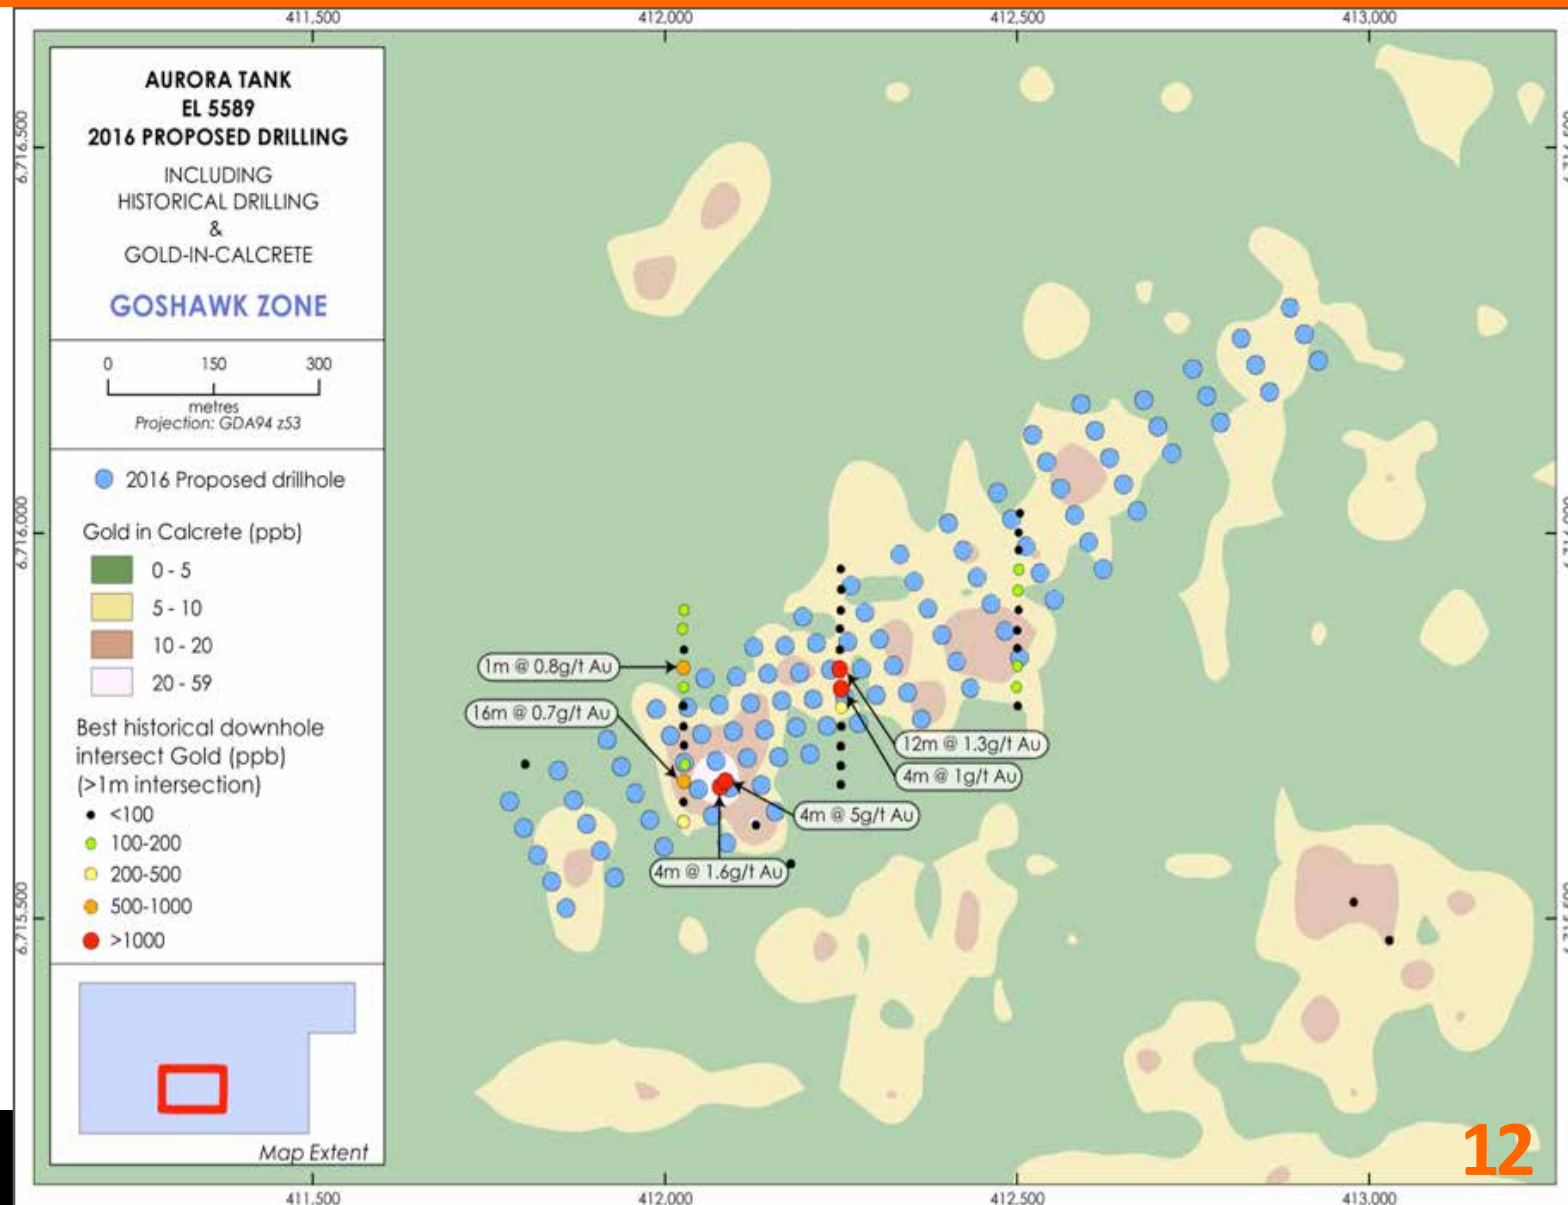 411,500
412,000
412,500
413,000
AURORA TANK
EL 5589
2016 PROPOSED DRILLING
INCLUDING
HISTORICAL DRILLING
&
GOLD-IN-CALCRETE
GOSHAWK ZONE
0 150 300
metres
Projection: GDA94 z53
2016 Proposed drillhole
Gold in Calcrete (ppb)
0 - 5
5 - 10
10 - 20
20 - 59
Best historical downhole
intersect Gold (ppb)
(>1m intersection)
<100
100-200
200-500
500-1000
>1000
Map Extent
6,716,500
6,716,000
6,715,500
1m @ 0.8g/t Au
16m @ 0.7g/t Au
12m @ 1.3g/t Au
4m @ 1g/t Au
4m @ 5g/t Au
4m @ 1.6g/t Au
12
411,500
412,000
412,500
413,000